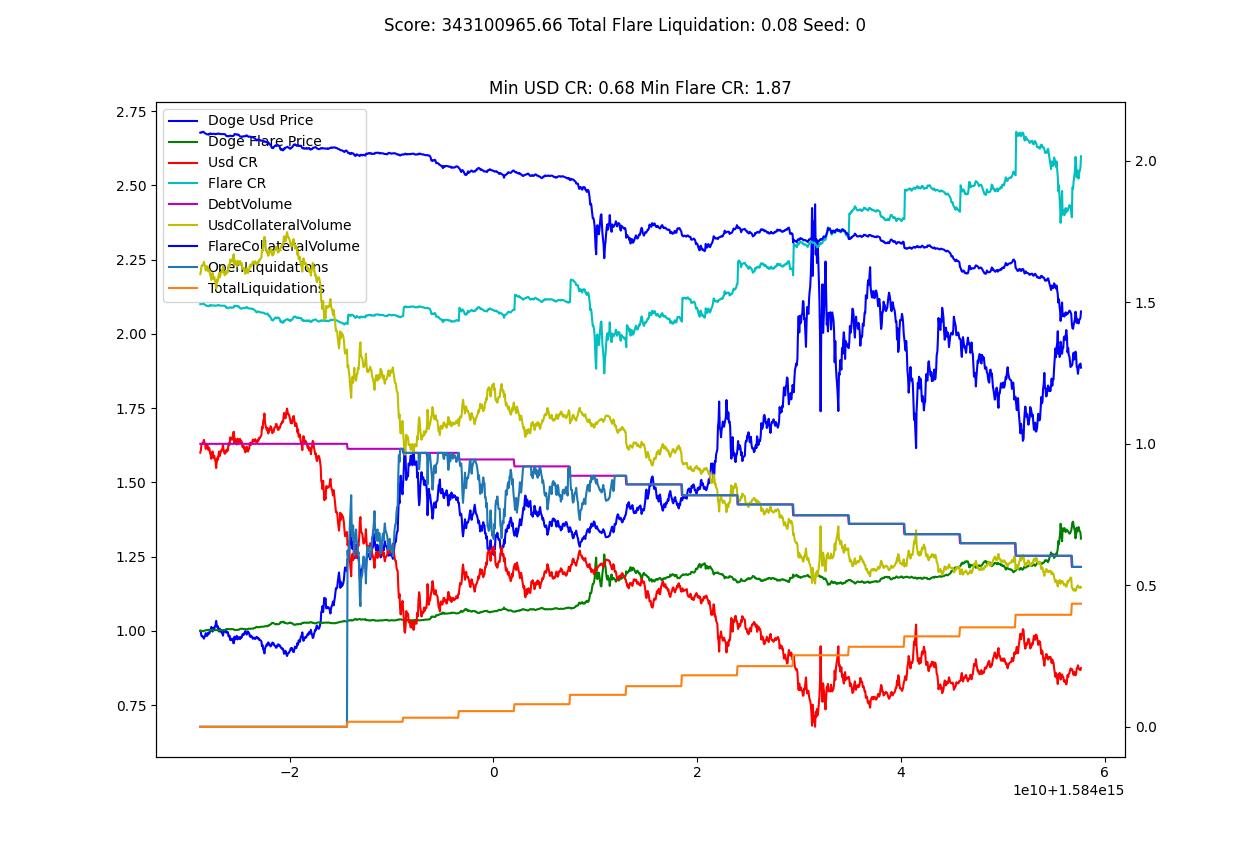 Score: 343100965.66 Total Flare Liquidation: 0.08 Seed: 0
Min USD CR: 0.68 Min Flare CR: 1.87
Doge Usd Price
Doge Flare Price
Usd CR
Flare CR
DebtVolume
UsdCollateralVolume
FlareCollateralVolume
OpenLiquidations
TotalLiquidations
2.75
2.50
2.25
2.00
1.75
1.50
1.25
1.00
0.75
2.0
1.5
1.0
0.5
0.0
−2 0 2 4 6
1e10+1.584e15